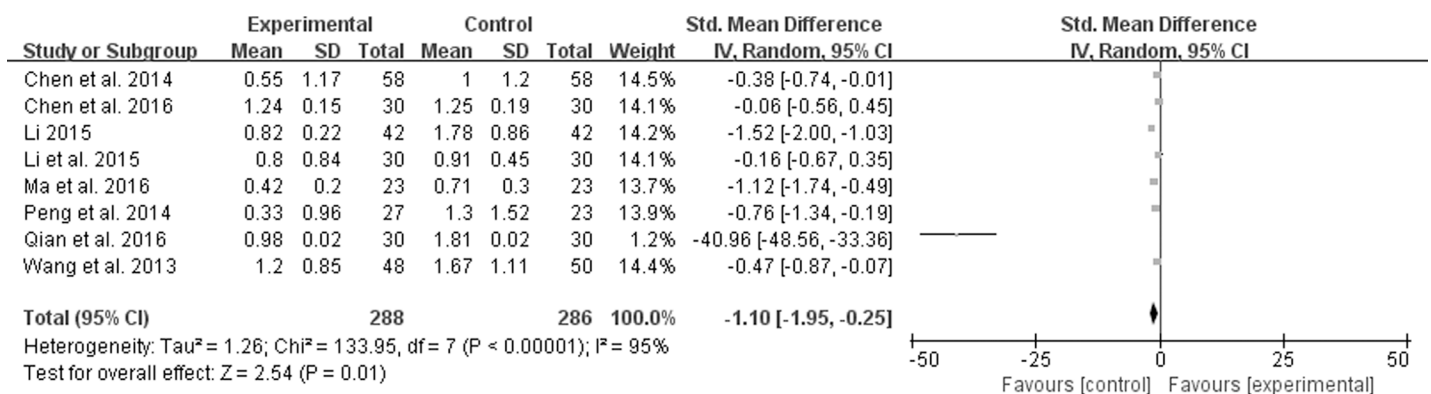 Experimental Control Std. Mean Difference Std. Mean Difference
Study or Subgroup Mean SD Total Mean SD Total Weight IV, Random, 95% CI IV, Random, 95% CI
Chen et al. 2014 0.55 1.17 58 1 1.2 58 14.5% -0.38 [-0.74, -0.01]
Chen et al. 2016 1.24 0.15 30 1.25 0.19 30 14.1% -0.06 [-0.56, 0.45]
Li 2015 0.82 0.22 42 1.78 0.86 42 14.2% -1.52 [-2.00, -1.03]
Li et al. 2015 0.8 0.84 30 0.91 0.45 30 14.1% -0.16 [-0.67, 0.35]
Ma et al. 2016 0.42 0.2 23 0.71 0.3 23 13.7% -1.12 [-1.74, -0.49]
Peng et al. 2014 0.33 0.96 27 1.3 1.52 23 13.9% -0.76 [-1.34, -0.19]
Qian et al. 2016 0.98 0.02 30 1.81 0.02 30 1.2% -40.96 [-48.56, -33.36]
Wang et al. 2013 1.2 0.85 48 1.67 1.11 50 14.4% -0.47 [-0.87, -0.07]
Total (95% CI) 288 286 100.0% -1.10 [-1.95, -0.25]
Heterogeneity: Tau² = 1.26; Chi² = 133.95, df = 7 (P < 0.00001); I² = 95%
Test for overall effect: Z = 2.54 (P = 0.01)
-50 -25 0 25 50
Favours [control] Favours [experimental]